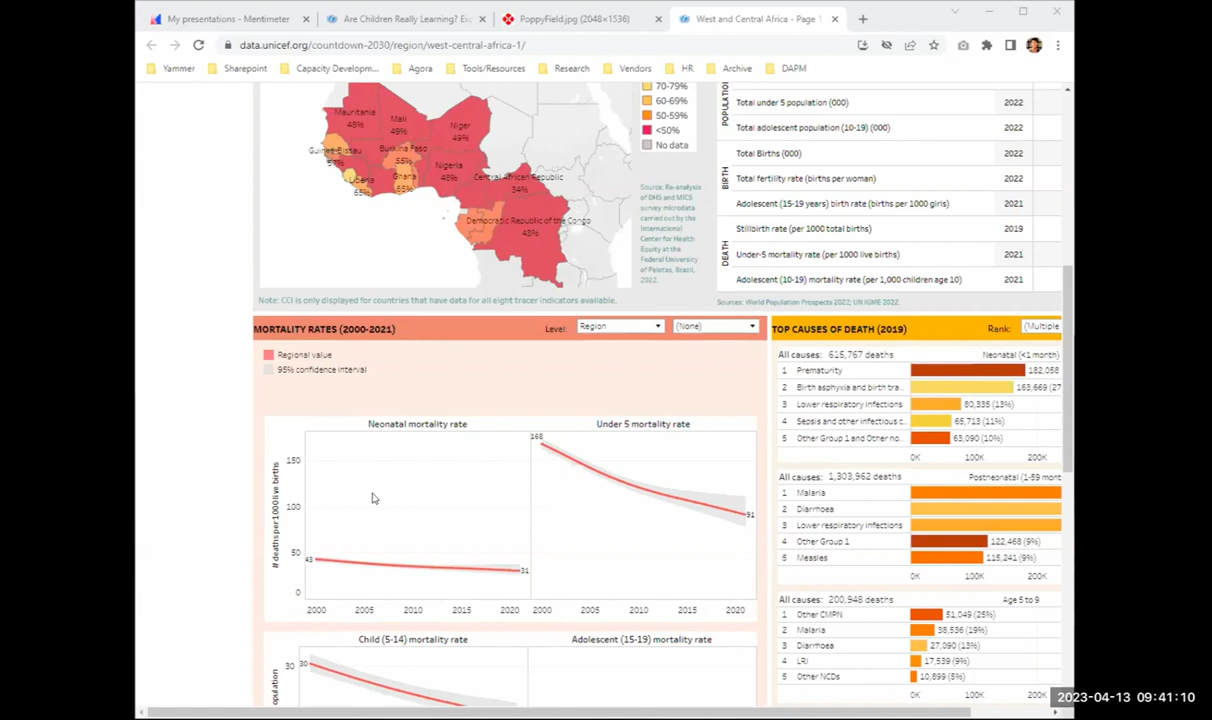 My presentations - Mentimeter
Are Children Really Learning? Exc
PoppyField.jpg (2048×1536)
West and Central Africa - Page 1
data.unicef.org/countdown-2030/region/west-central-africa-1/
Yammer
Sharepoint
Capacity Developm...
Agora
Tools/Resources
Research
Vendors
HR
Archive
DAPM
70-79%
60-69%
50-59%
<50%
No data
Mauritania
48%
Mali
49%
Niger
49%
Guinea-Bissau
57%
Burkina Faso
55%
Nigeria
Liberia
65%
Ghana
65%
Central African Republic
34%
Democratic Republic of the Congo
43%
Source: Re-analysis
of DHS and MICS
survey microdata
carried out by the
International
Center for Health
Equity at the
Federal University
of Pelotas, Brazil,
2022.
Note: CCI is only displayed for countries that have data for all eight tracer indicators available.
POPULATION
Total under 5 population (000) 2022
Total adolescent population (10-19) (000) 2022
BIRTH
Total Births (000) 2022
Total fertility rate (births per woman) 2022
Adolescent (15-19 years) birth rate (births per 1000 girls) 2021
DEATH
Stillbirth rate (per 1000 total births) 2019
Under-5 mortality rate (per 1000 live births) 2021
Adolescent (10-19) mortality rate (per 1,000 children age 10) 2021
Sources: World Population Prospects 2022; UN IGME 2022.
MORTALITY RATES (2000-2021)
Level: Region (None)
Regional value
95% confidence interval
Neonatal mortality rate
Under 5 mortality rate
# deaths per 1000 live births
150
100
50
0
43
31
168
91
2000 2005 2010 2015 2020
2000 2005 2010 2015 2020
Child (5-14) mortality rate
Adolescent (15-19) mortality rate
30
30
opulation
TOP CAUSES OF DEATH (2019)
Rank: (Multiple
All causes: 615,767 deaths Neonatal (<1 month)
1 Prematurity 182,058
2 Birth asphyxia and birth tra.. 163,669 (27
3 Lower respiratory infections 80,335 (13%)
4 Sepsis and other infectious c.. 65,713 (11%)
5 Other Group 1 and Other no.. 63,090 (10%)
0K 100K 200K
All causes: 1,303,962 deaths Postneonatal (1-59 mont
1 Malaria
2 Diarrhoea
3 Lower respiratory infections
4 Other Group 1 122,468 (9%)
5 Measles 115,241 (9%)
0K 100K 200K
All causes: 200,948 deaths Age 5 to 9
1 Other CMPN 51,049 (25%)
2 Malaria 38,536 (19%)
3 Diarrhoea 27,090 (13%)
4 LRI 17,539 (9%)
5 Other NCDs 10,899 (5%)
0K 100K 200K
2023-04-13 09:41:10